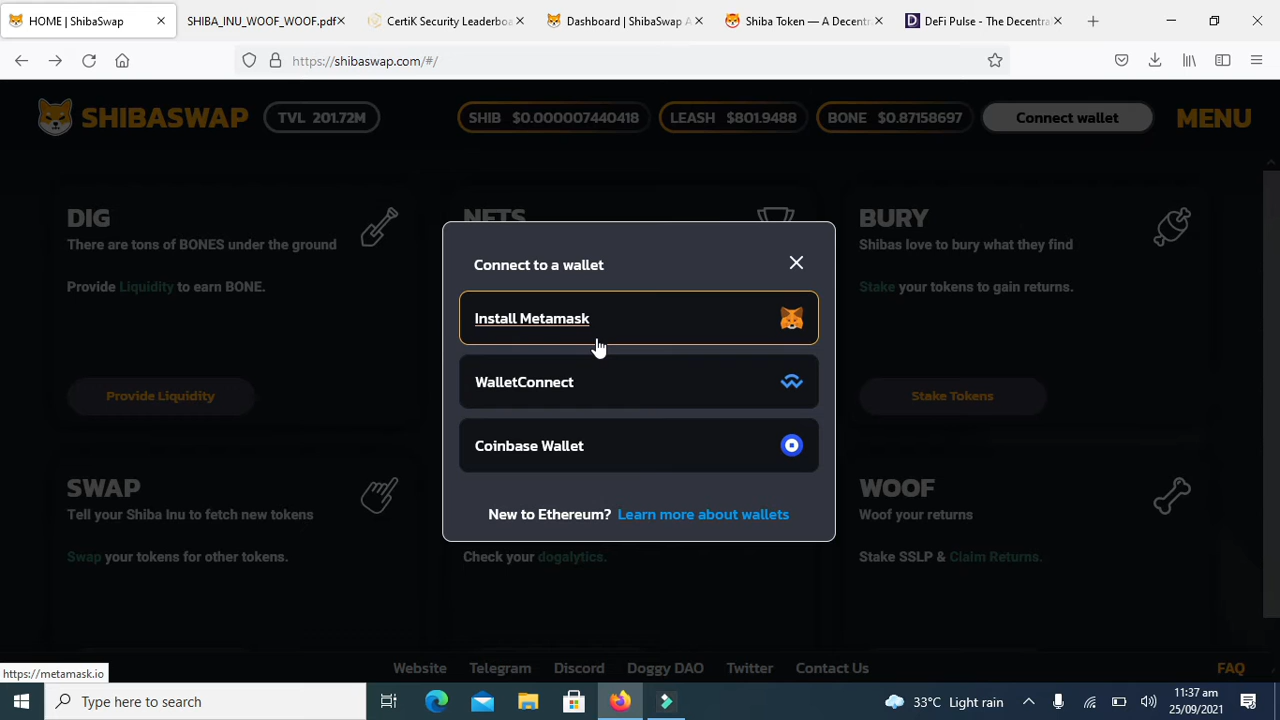 HOME | ShibaSwap
SHIBA_INU_WOOF_WOOF.pdf
CertiK Security Leaderboa
Dashboard | ShibaSwap A
Shiba Token — A Decentr
DeFi Pulse - The Decentra
https://shibaswap.com/#/
SHIBASWAP
TVL 201.72M
SHIB $0.000007440418
LEASH $801.9488
BONE $0.87158697
Connect wallet
MENU
DIG
There are tons of BONES under the ground
Provide Liquidity to earn BONE.
Provide Liquidity
NETS
BURY
Shibas love to bury what they find
Stake your tokens to gain returns.
Stake Tokens
Connect to a wallet
Install Metamask
WalletConnect
Coinbase Wallet
New to Ethereum? Learn more about wallets
SWAP
Tell your Shiba Inu to fetch new tokens
Swap your tokens for other tokens.
Check your dogalytics.
WOOF
Woof your returns
Stake SSLP & Claim Returns.
https://metamask.io
Website
Telegram
Discord
Doggy DAO
Twitter
Contact Us
FAQ
Type here to search
33°C Light rain
11:37 am
25/09/2021